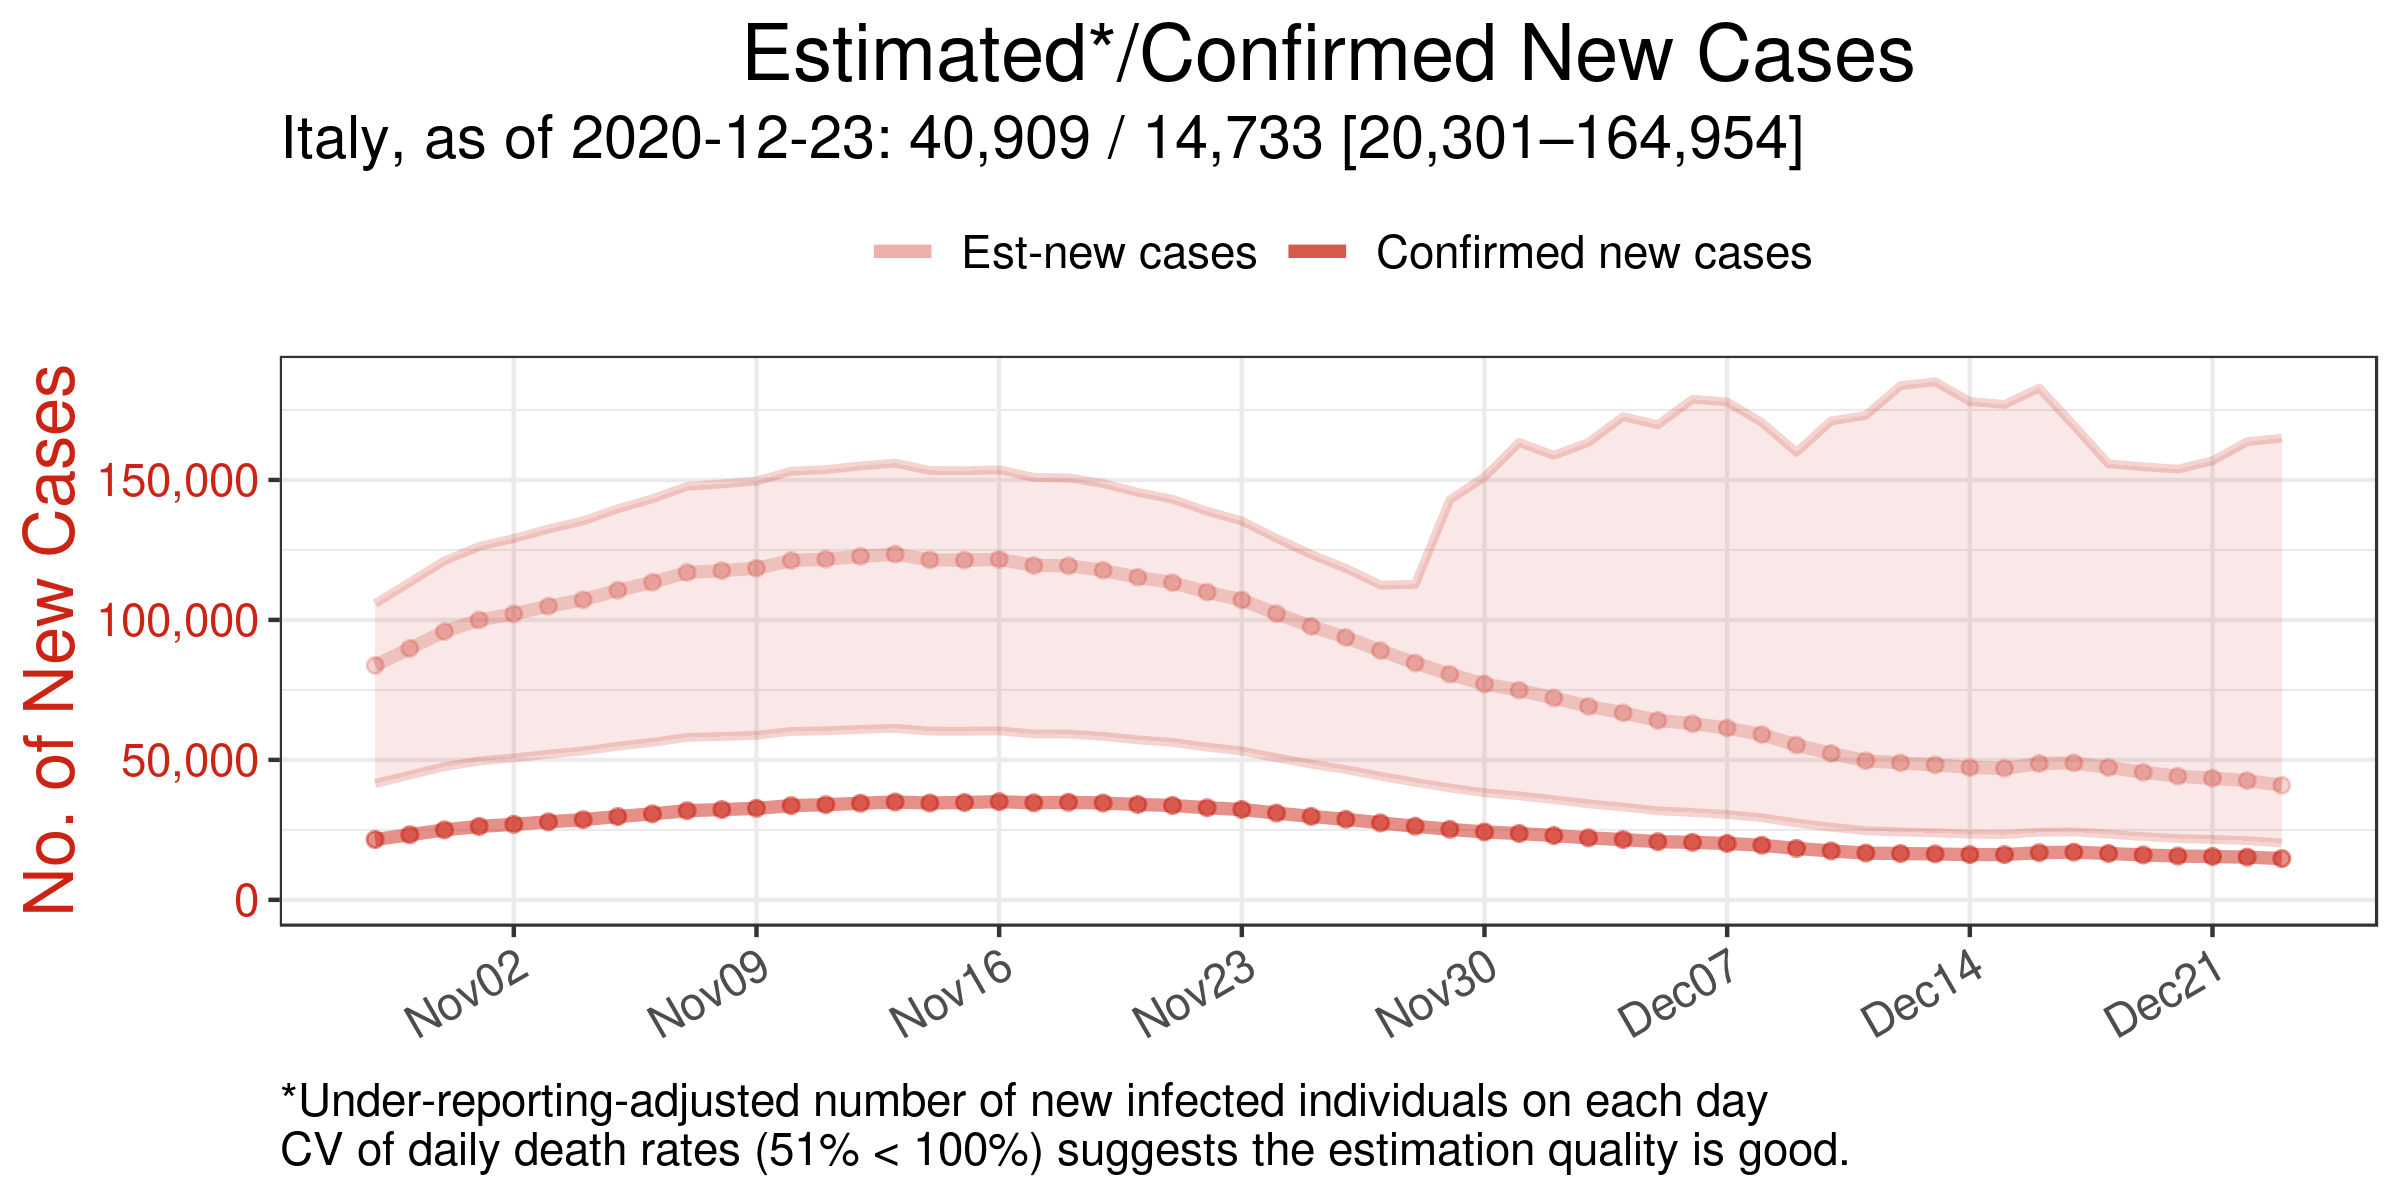 Estimated*/Confirmed New Cases
Italy, as of 2020-12-23: 40,909 / 14,733 [20,301–164,954]
Est-new cases
Confirmed new cases
No. of New Cases
150,000
100,000
50,000
0
Nov02
Nov09
Nov16
Nov23
Nov30
Dec07
Dec14
Dec21
*Under-reporting-adjusted number of new infected individuals on each day
CV of daily death rates (51% < 100%) suggests the estimation quality is good.